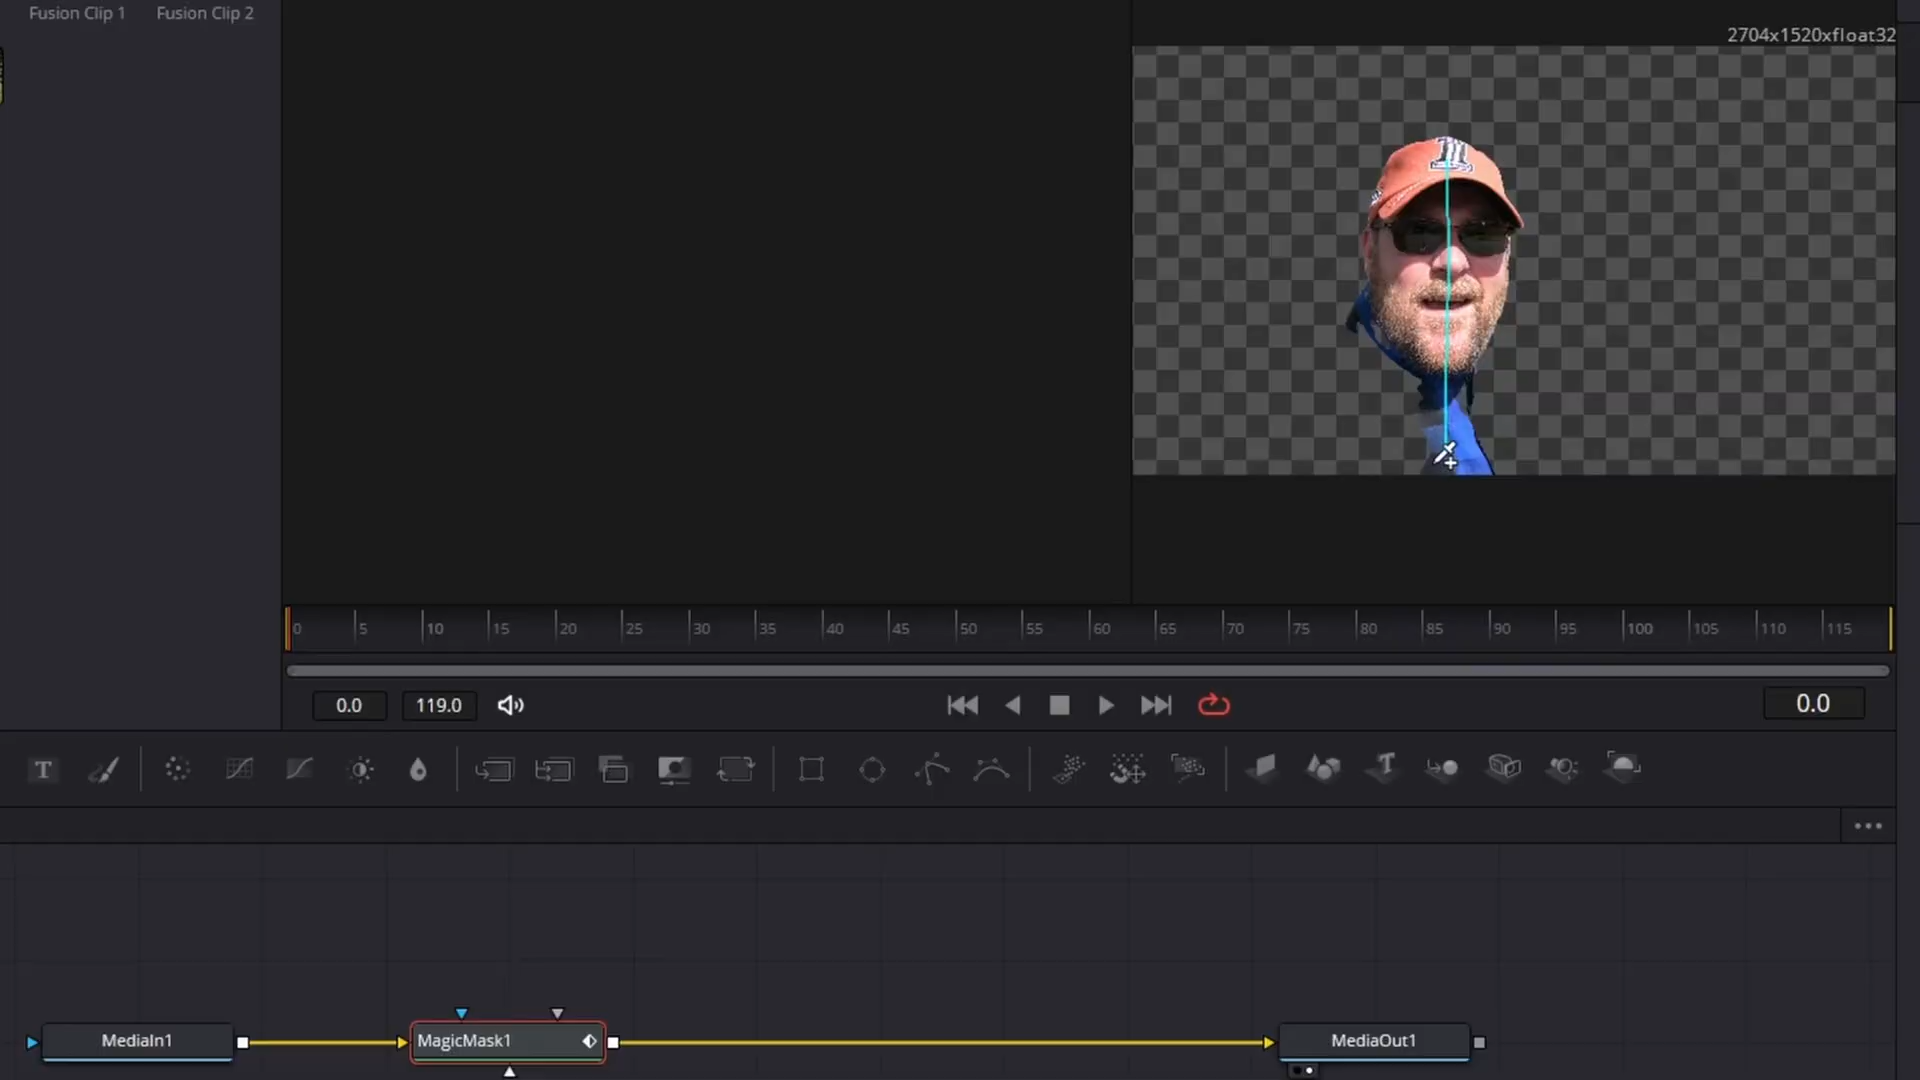 Fusion Clip 1 Fusion Clip 2
2704x1520xfloat32
1
0 5 10 15 20 25 30 35 40 45 50 55 60 65 70 75 80 85 90 95 100 105 110 115
0.0 119.0 0.0
T
MediaIn1 MagicMask1 MediaOut1